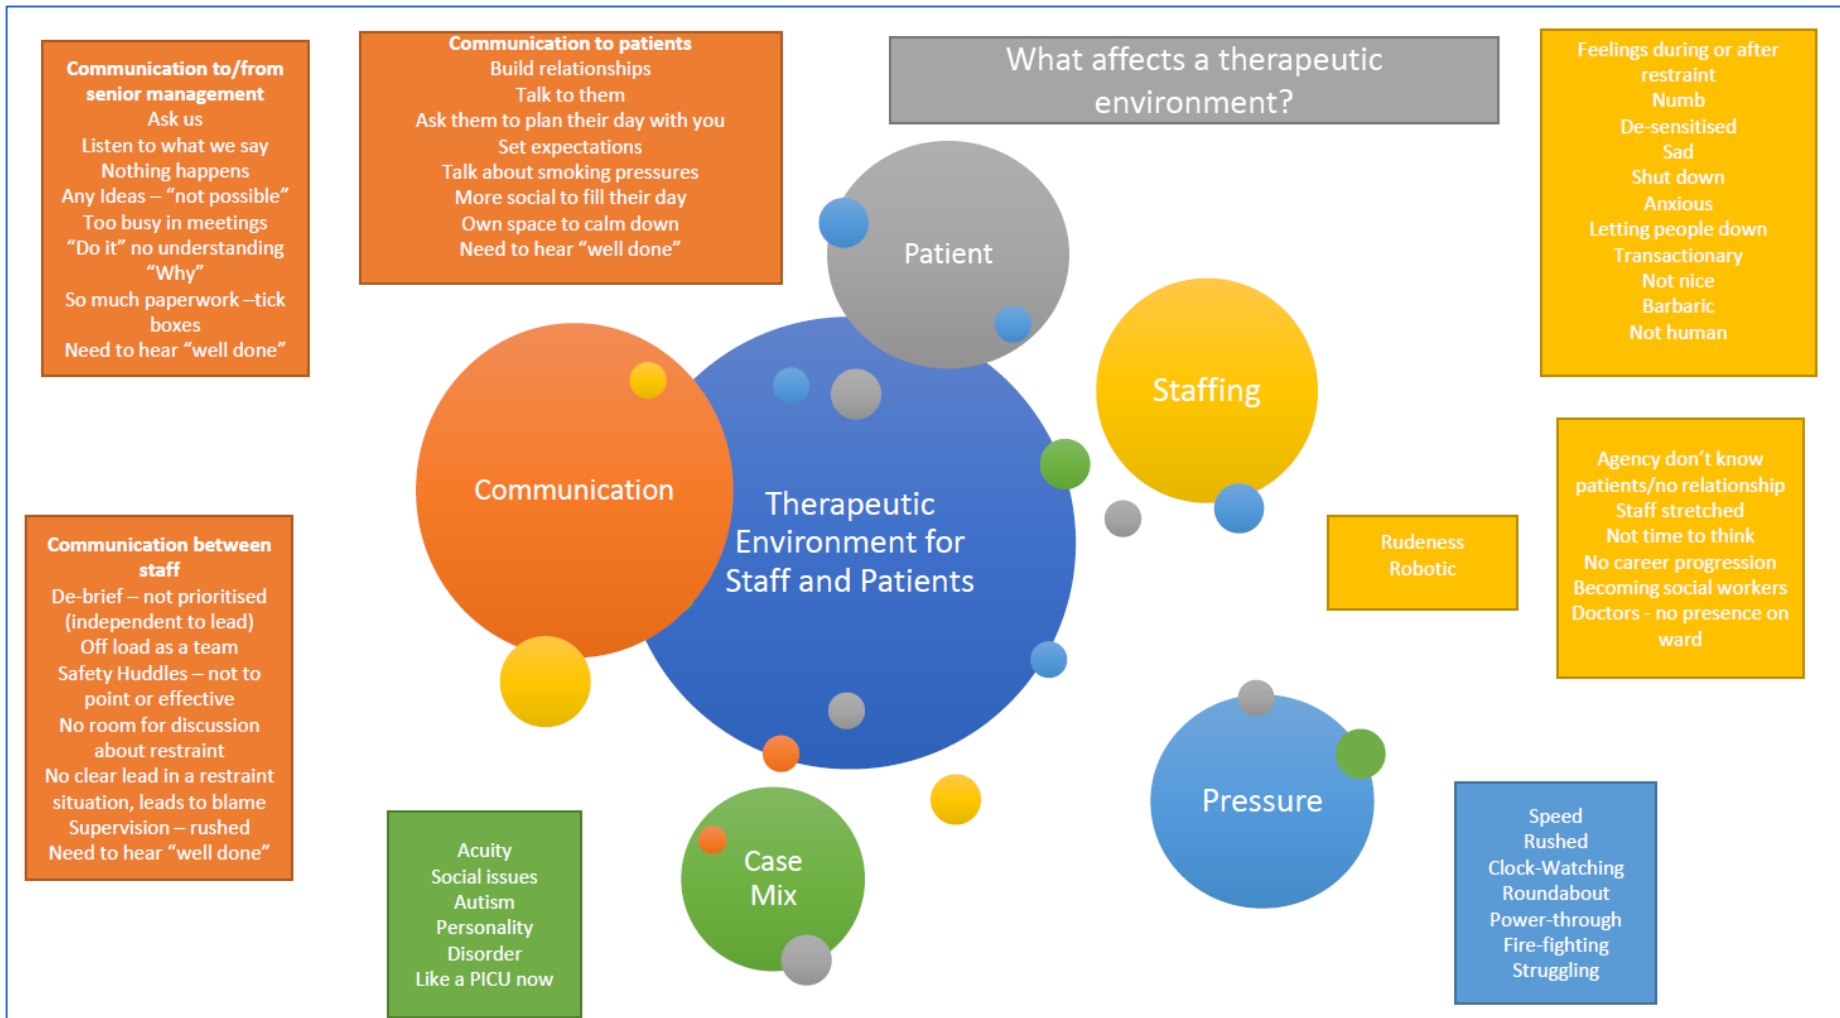 Communication to/from
senior management
Ask us
Listen to what we say
Nothing happens
Any Ideas – “not possible”
Too busy in meetings
“Do it” no understanding
“Why”
So much paperwork –tick
boxes
Need to hear “well done”
Communication to patients
Build relationships
Talk to them
Ask them to plan their day with you
Set expectations
Talk about smoking pressures
More social to fill their day
Own space to calm down
Need to hear “well done”
What affects a therapeutic
environment?
Feelings during or after
restraint
Numb
De-sensitised
Sad
Shut down
Anxious
Letting people down
Transactionary
Not nice
Barbaric
Not human
Patient
Staffing
Communication
Therapeutic
Environment for
Staff and Patients
Agency don’t know
patients/no relationship
Staff stretched
Not time to think
No career progression
Becoming social workers
Doctors - no presence on
ward
Rudeness
Robotic
Communication between
staff
De-brief – not prioritised
(independent to lead)
Off load as a team
Safety Huddles – not to
point or effective
No room for discussion
about restraint
No clear lead in a restraint
situation, leads to blame
Supervision – rushed
Need to hear “well done”
Acuity
Social issues
Autism
Personality
Disorder
Like a PICU now
Case
Mix
Pressure
Speed
Rushed
Clock-Watching
Roundabout
Power-through
Fire-fighting
Struggling